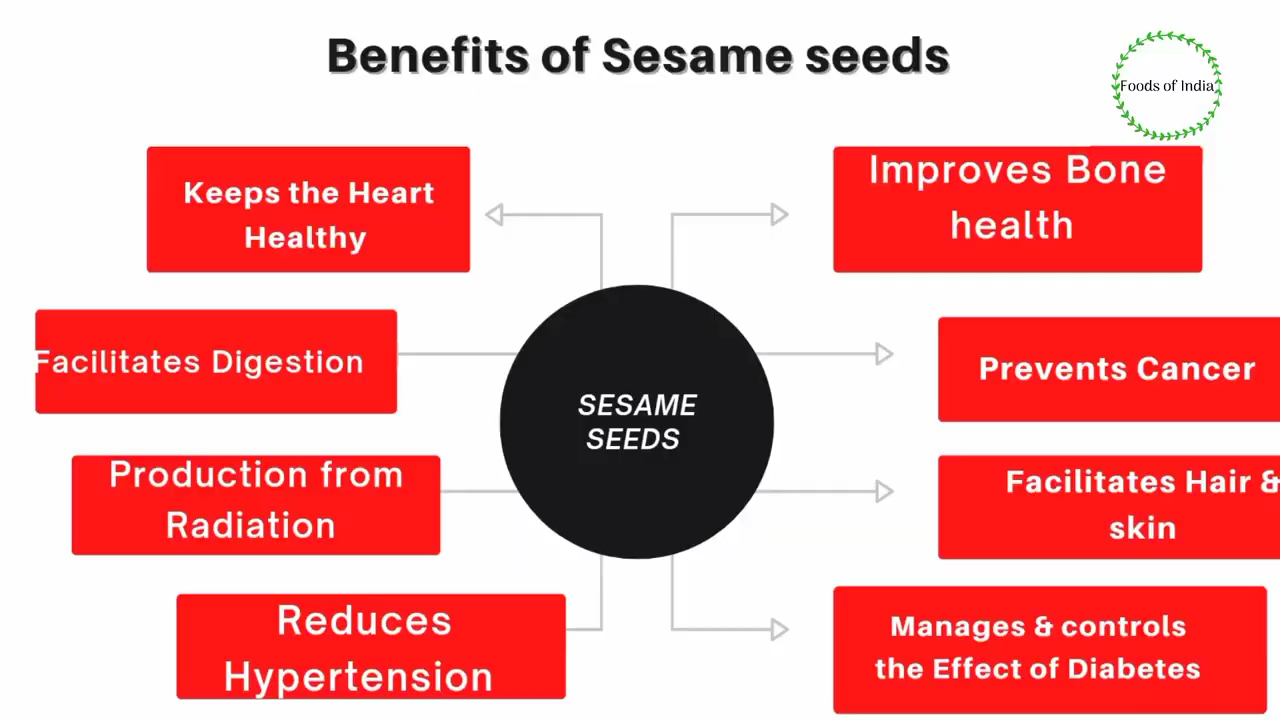 Benefits of Sesame seeds
Foods of India
Keeps the Heart
Healthy
Improves Bone
health
Facilitates Digestion
Prevents Cancer
SESAME
SEEDS
Production from
Radiation
Facilitates Hair &
skin
Reduces
Hypertension
Manages & controls
the Effect of Diabetes